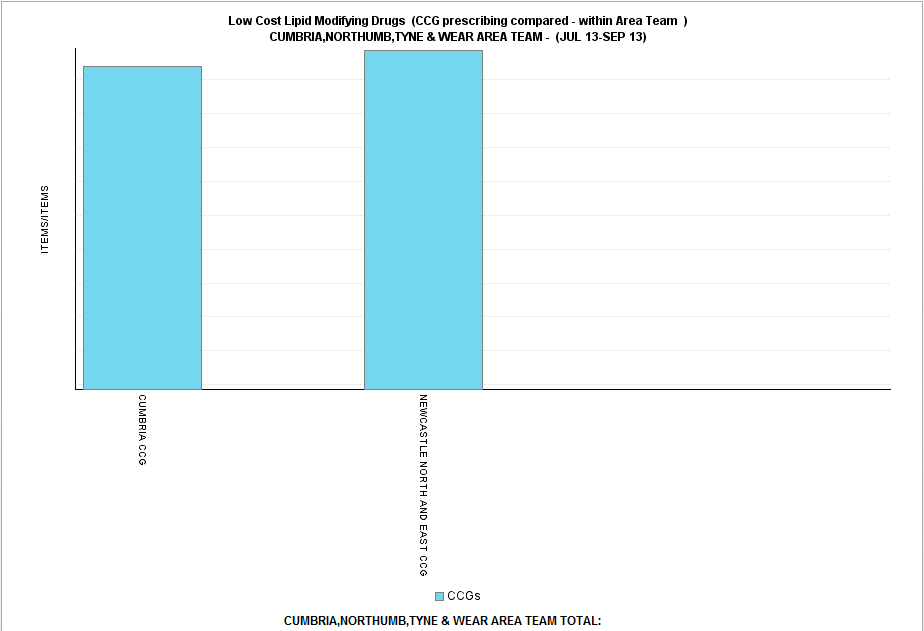 Low Cost Lipid Modifying Drugs (CCG prescribing compared - within Area Team )
CUMBRIA,NORTHUMB,TYNE & WEAR AREA TEAM - (JUL 13-SEP 13)
ITEMS/ITEMS
CUMBRIA CCG
NEWCASTLE NORTH AND EAST CCG
CCGs
CUMBRIA,NORTHUMB,TYNE & WEAR AREA TEAM TOTAL: